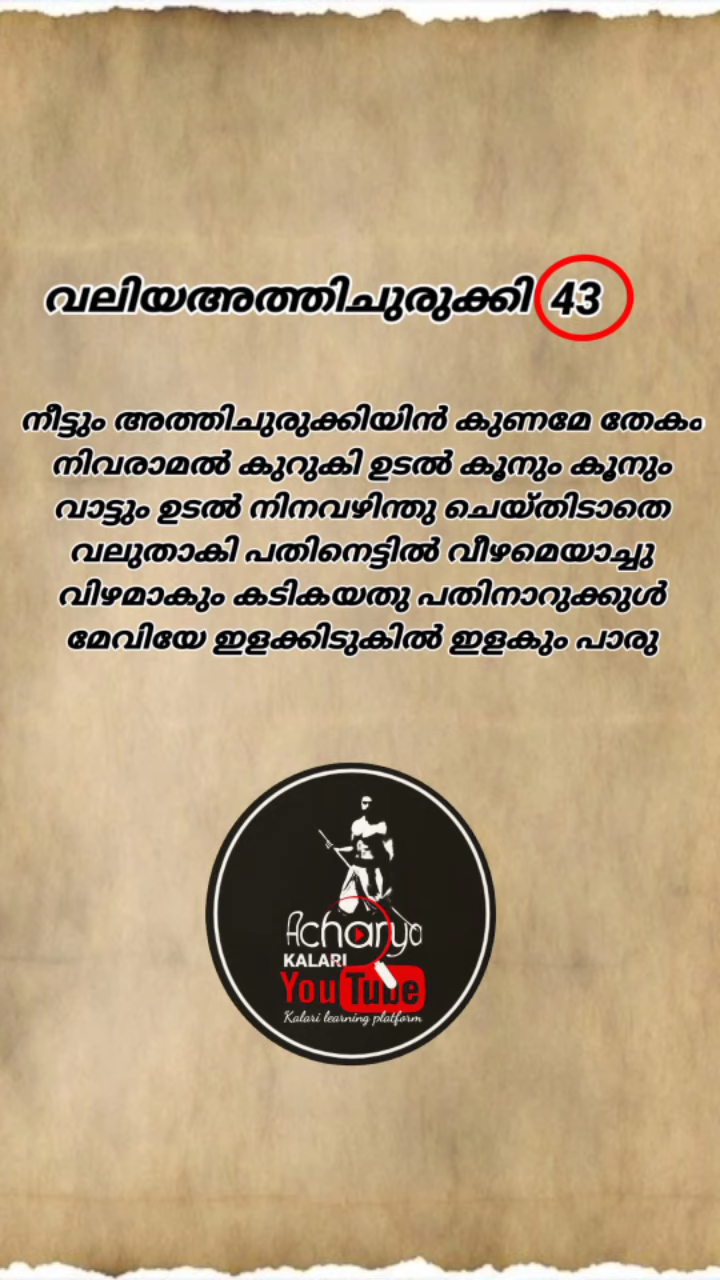 വലിയഅത്തിചുരുക്കി 43
നീട്ടും അത്തിചുരുക്കിയിൻ കുണമേ തേകം
നിവരാമൽ കുറുകി ഉടൽ കൂനും കൂനും
വാട്ടും ഉടൽ നിനവഴിന്തു ചെയ്തിടാതെ
വലുതാകി പതിനെട്ടിൽ വീഴമെയാച്ചു
വിഴമാകും കടികയതു പതിനാറുക്കുൾ
മേവിയേ ഇളക്കിടുകിൽ ഇളകും പാരു
Acharya
KALARI
YouTube
Kalari learning platform